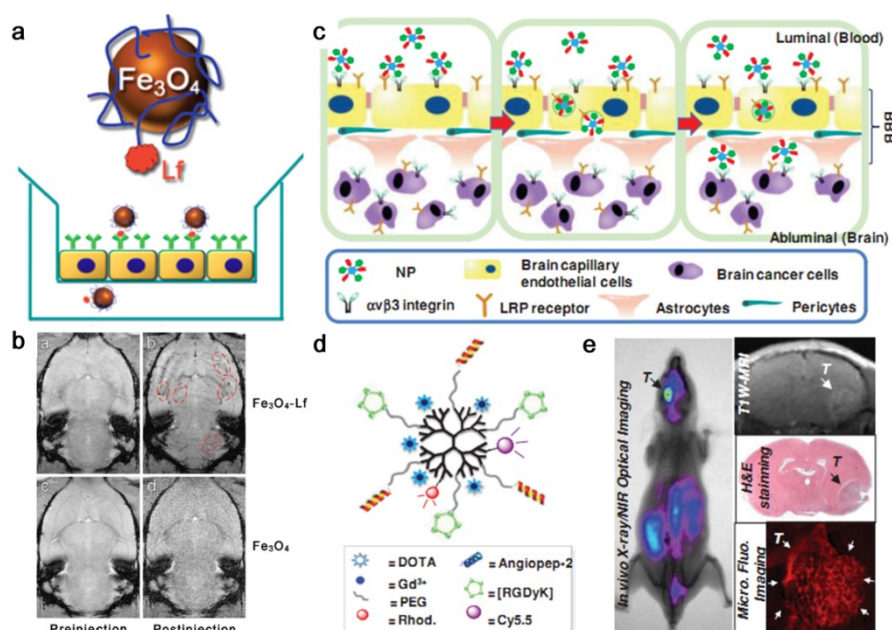 a
Fe3O4
Lf
b
a
b
Fe3O4-Lf
c
d
Fe3O4
Preinjection
Postinjection
c
Luminal (Blood)
BBB
Abluminal (Brain)
NP
Brain capillary
endothelial cells
Brain cancer cells
αvβ3 integrin
LRP receptor
Astrocytes
Pericytes
d
= DOTA
= Angiopep-2
= Gd3+
= [RGDyK]
= PEG
= Rhod.
= Cy5.5
e
T
In vivo X-ray/NIR Optical Imaging
T
T1W-MRI
T
H&E
stainning
T
Micro. Fluo.
Imaging